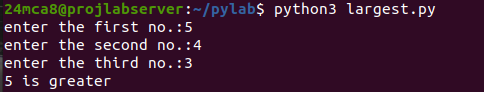 24mca8@projlabserver:~/pylab$ python3 largest.py
enter the first no.:5
enter the second no.:4
enter the third no.:3
5 is greater